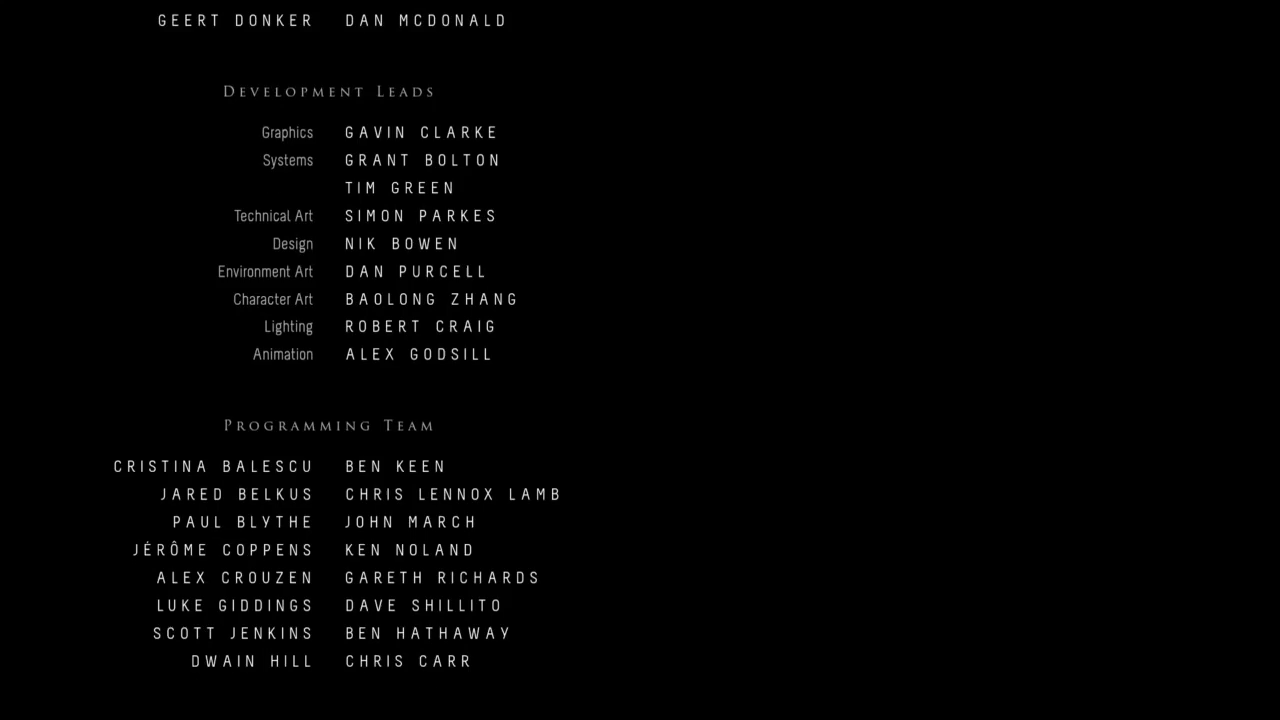 GEERT DONKER DAN MCDONALD
DEVELOPMENT LEADS
Graphics GAVIN CLARKE
Systems GRANT BOLTON
TIM GREEN
Technical Art SIMON PARKES
Design NIK BOWEN
Environment Art DAN PURCELL
Character Art BAOLONG ZHANG
Lighting ROBERT CRAIG
Animation ALEX GODSILL
PROGRAMMING TEAM
CRISTINA BALESCU BEN KEEN
JARED BELKUS CHRIS LENNOX LAMB
PAUL BLYTHE JOHN MARCH
JÉRÔME COPPENS KEN NOLAND
ALEX CROUZEN GARETH RICHARDS
LUKE GIDDINGS DAVE SHILLITO
SCOTT JENKINS BEN HATHAWAY
DWAIN HILL CHRIS CARR